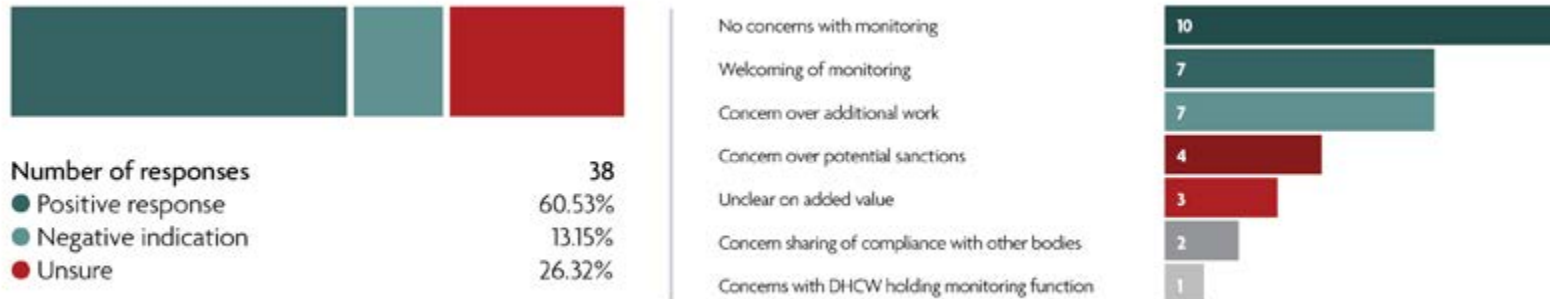 Number of responses 38
Positive response 60.53%
Negative indication 13.15%
Unsure 26.32%
No concerns with monitoring 10
Welcoming of monitoring 7
Concern over additional work 7
Concern over potential sanctions 4
Unclear on added value 3
Concern sharing of compliance with other bodies 2
Concerns with DHCW holding monitoring function 1